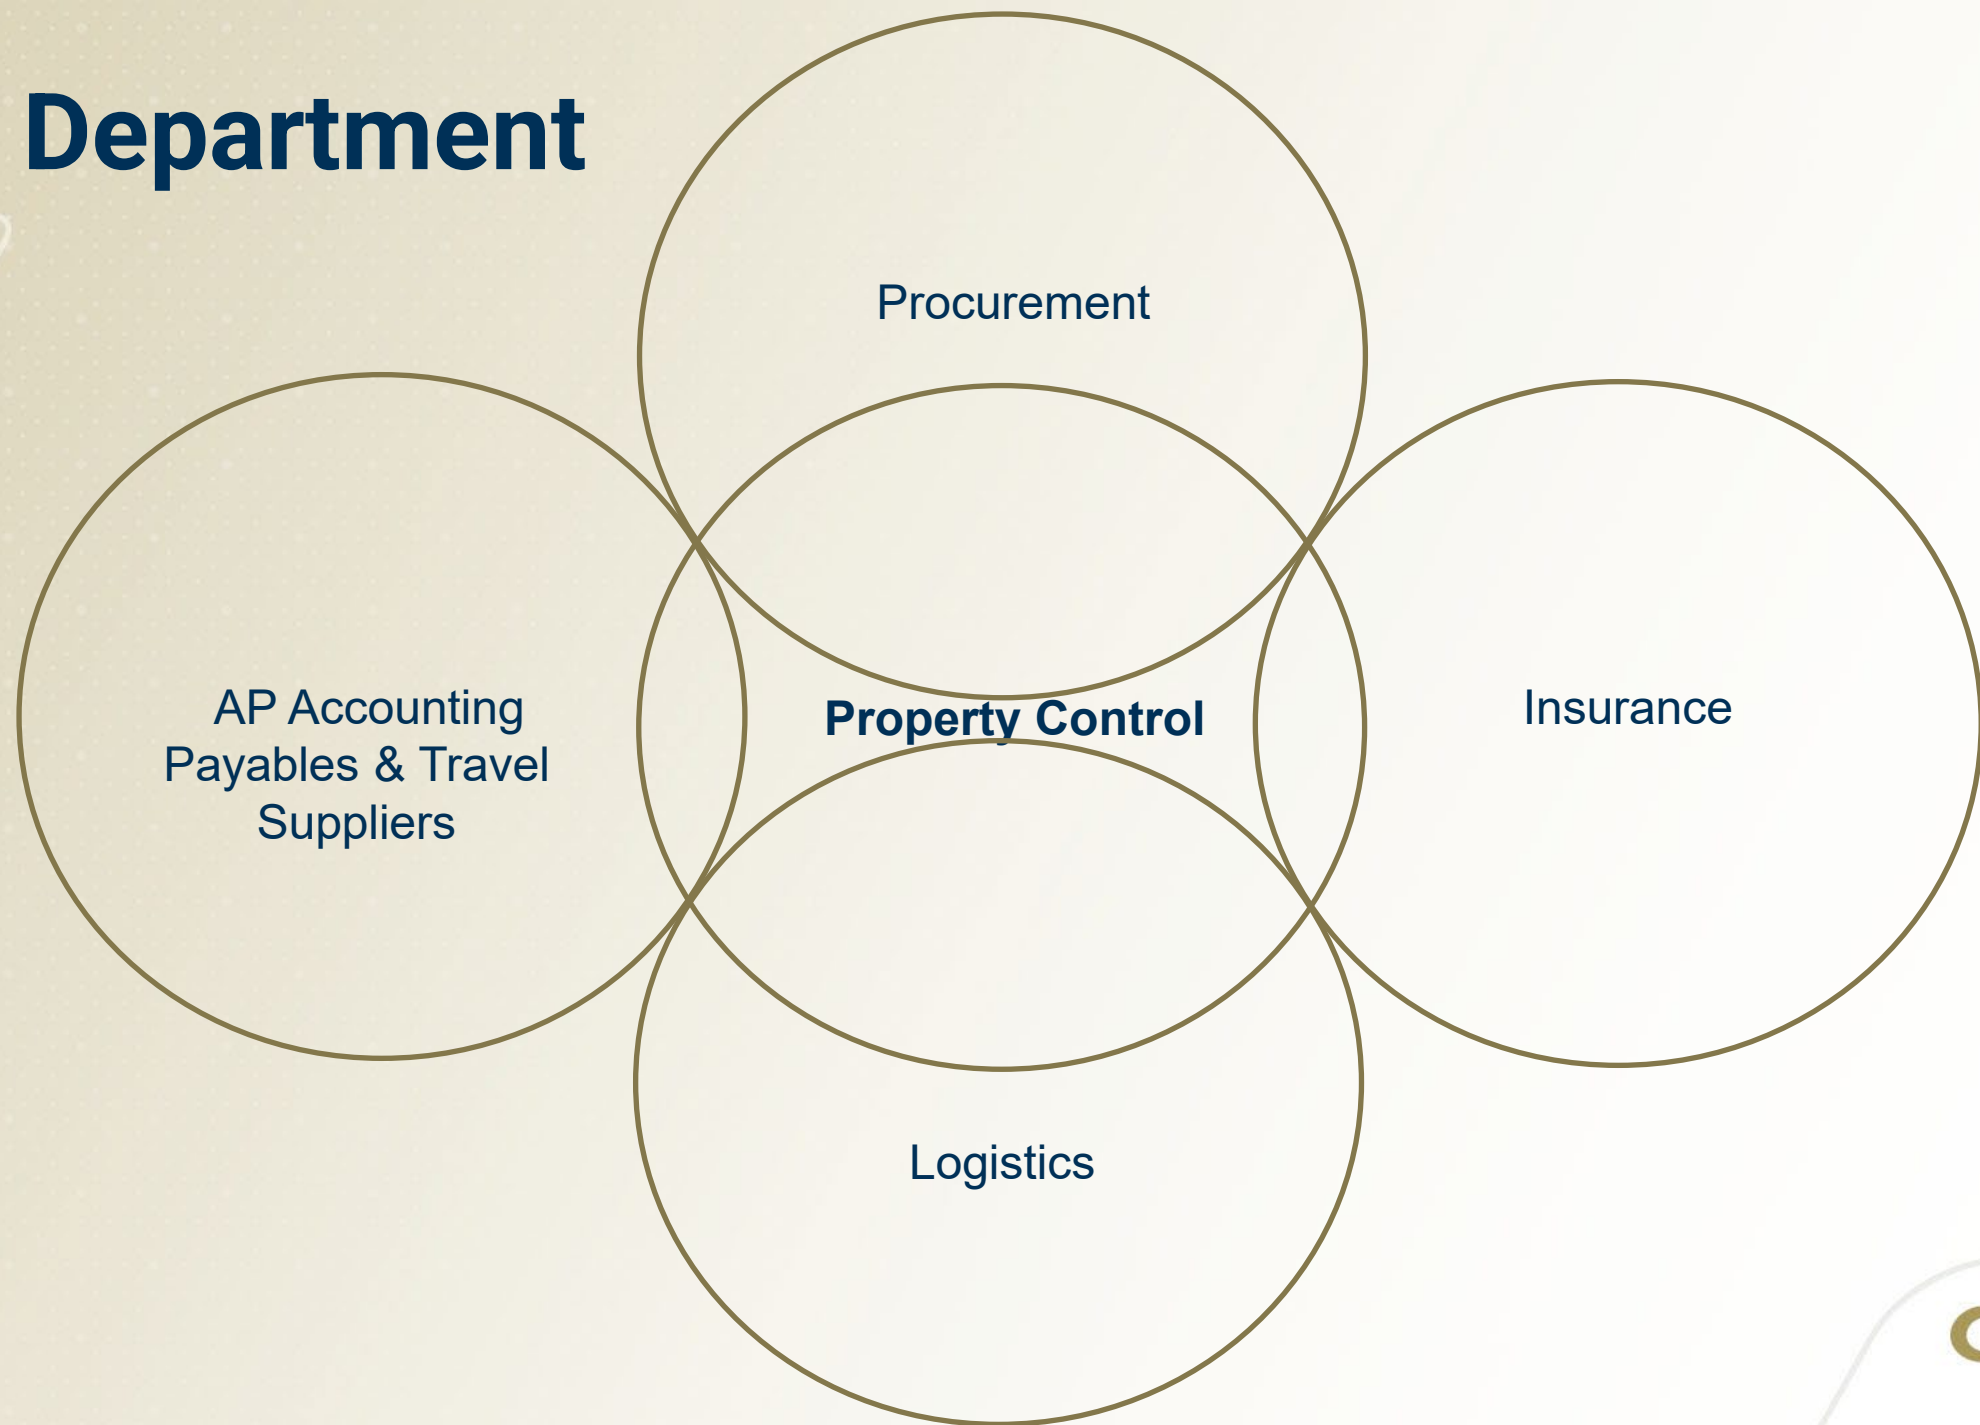 Department
Procurement
AP Accounting
Payables & Travel
Suppliers
Property Control
Insurance
Logistics